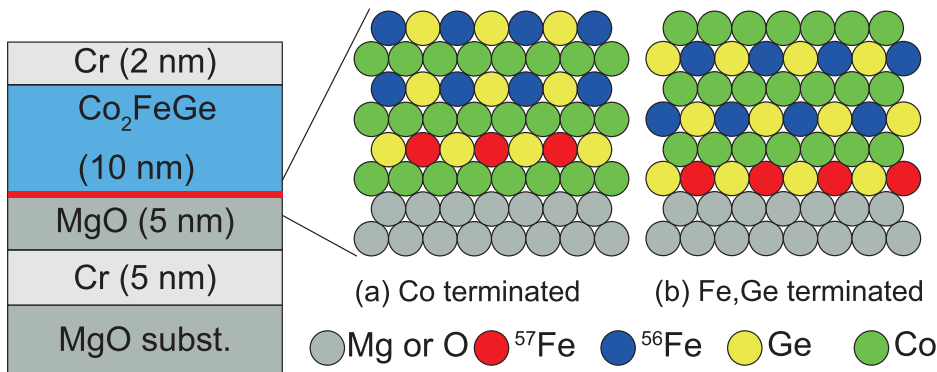 Cr (2 nm)
Co₂FeGe
(10 nm)
MgO (5 nm)
Cr (5 nm)
MgO subst.
(a) Co terminated
(b) Fe,Ge terminated
Mg or O
⁵⁷Fe
⁵⁶Fe
Ge
Co